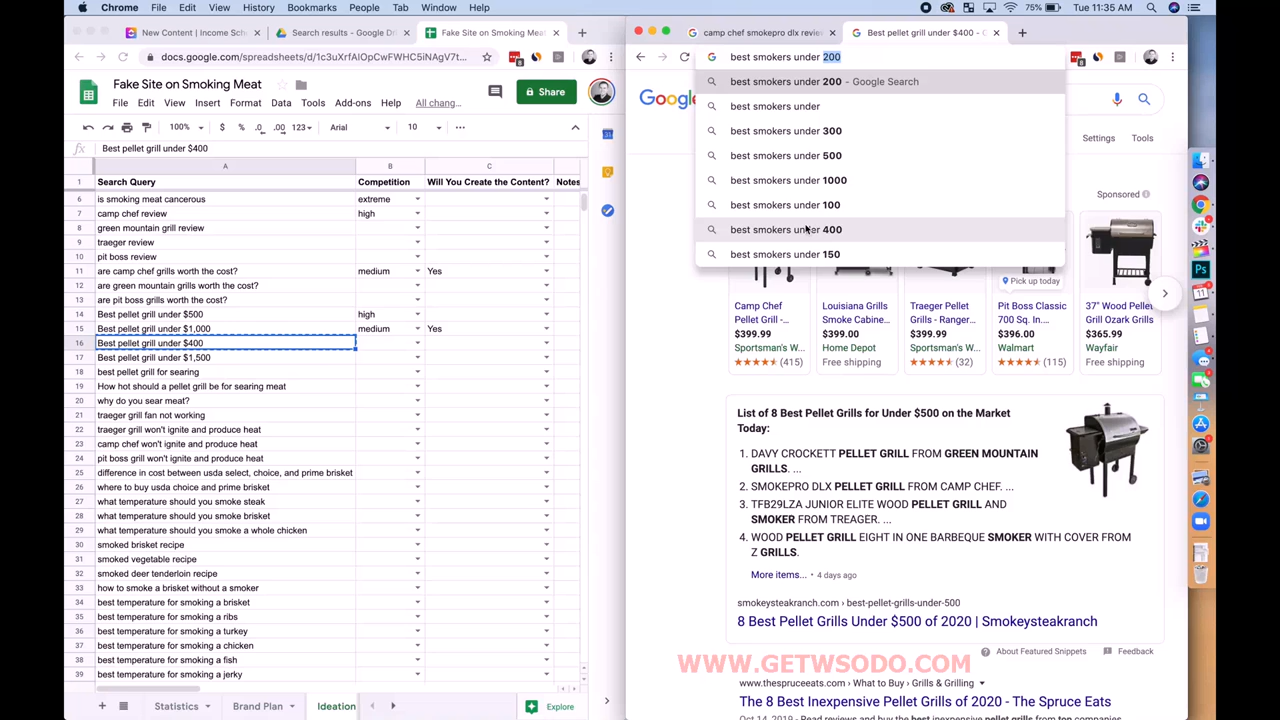 Chrome File Edit View History Bookmarks People Tab Window Help 75% Tue 11:35 AM
New Content | Income Sch
Search results - Google Dri
Fake Site on Smoking Meat
docs.google.com/spreadsheets/d/1c3uXrfAlOpCwFWCEhEsjEKogAgV7...
Fake Site on Smoking Meat
File Edit View Insert Format Data Tools Add-ons Help All chang...
Share
100% $ % .0 .00 123 Arial 10
fx Best pellet grill under $400
A B C
1 Search Query Competition Will You Create the Content? Notes
6 is smoking meat cancerous extreme
7 camp chef review high
8 green mountain grill review
9 traeger review
10 pit boss review
11 are camp chef grills worth the cost? medium Yes
12 are green mountain grills worth the cost?
13 are pit boss grills worth the cost?
14 Best pellet grill under $500 high
15 Best pellet grill under $1,000 medium Yes
16 Best pellet grill under $400
17 Best pellet grill under $1,500
18 best pellet grill for searing
19 How hot should a pellet grill be for searing meat
20 why do you sear meat?
21 traeger grill fan not working
22 traeger grill won't ignite and produce heat
23 camp chef won't ignite and produce heat
24 pit boss grill won't ignite and produce heat
25 difference in cost between usda select, choice, and prime brisket
26 where to buy usda choice and prime brisket
27 what temperature should you smoke steak
28 what temperature should you smoke brisket
29 what temperature should you smoke a whole chicken
30 smoked brisket recipe
31 smoked vegetable recipe
32 smoked deer tenderloin recipe
33 how to smoke a brisket without a smoker
34 best temperature for smoking a brisket
35 best temperature for smoking a ribs
36 best temperature for smoking a turkey
37 best temperature for smoking a chicken
38 best temperature for smoking a fish
39 best temperature for smoking a jerky
Statistics Brand Plan Ideation Explore
camp chef smokepro dlx revie
Best pellet grill under $400 -
best smokers under 200
best smokers under 200 - Google Search
best smokers under
best smokers under 300
best smokers under 500
best smokers under 1000
best smokers under 100
best smokers under 400
best smokers under 150
Settings Tools
Sponsored
Pick up today
Camp Chef Pellet Grill -...
$399.99
Sportsman's W...
(415)
Louisiana Grills Smoke Cabine...
$399.00
Home Depot
Free shipping
Traeger Pellet Grills - Ranger...
$399.99
Sportsman's W...
(32)
Pit Boss Classic 700 Sq. In....
$396.00
Walmart
(115)
37" Wood Pellet Grill Ozark Grills
$365.99
Wayfair
Free shipping
List of 8 Best Pellet Grills for Under $500 on the Market
Today:
1. DAVY CROCKETT PELLET GRILL FROM GREEN MOUNTAIN
GRILLS. ...
2. SMOKEPRO DLX PELLET GRILL FROM CAMP CHEF. ...
3. TFB29LZA JUNIOR ELITE WOOD PELLET GRILL AND
SMOKER FROM TREAGER. ...
4. WOOD PELLET GRILL EIGHT IN ONE BARBEQUE SMOKER WITH COVER FROM
Z GRILLS.
More items... • 4 days ago
smokeysteakranch.com › best-pellet-grills-under-500
8 Best Pellet Grills Under $500 of 2020 | Smokeysteakranch
About Featured Snippets Feedback
WWW.GETWSODO.COM
www.thespruceeats.com › What to Buy › Grills & Grilling
The 8 Best Inexpensive Pellet Grills of 2020 - The Spruce Eats